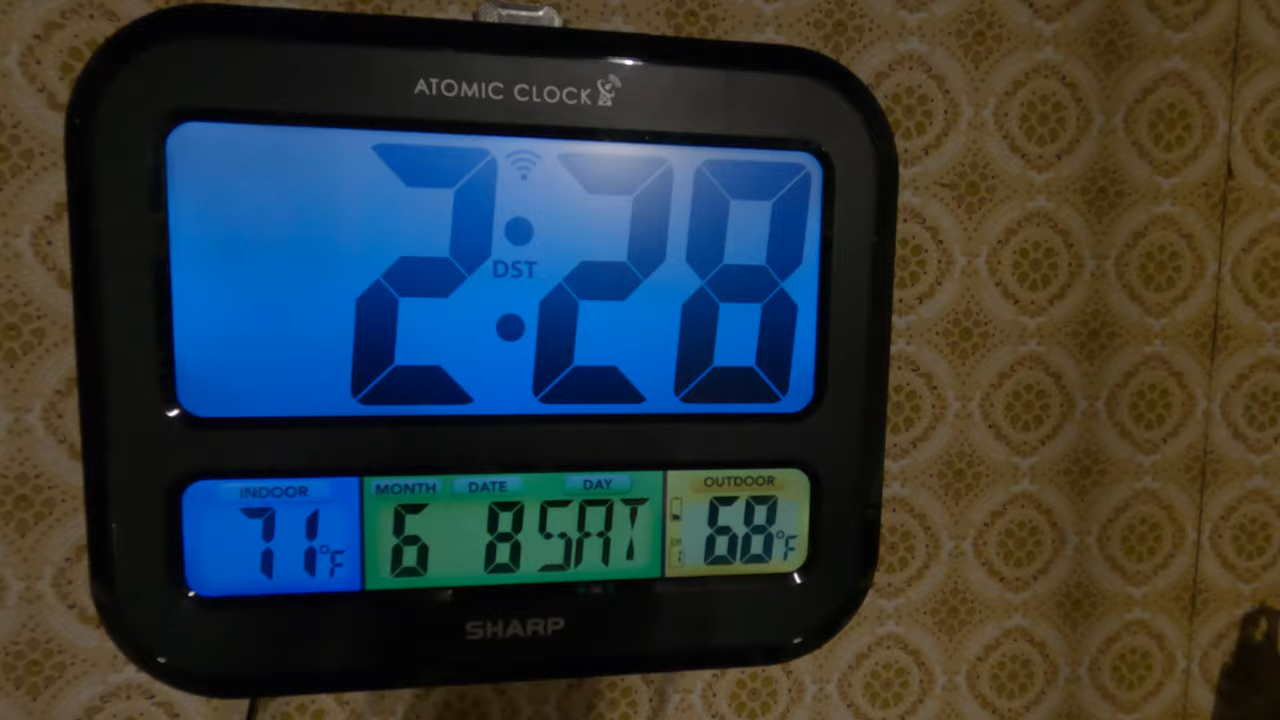 ATOMIC CLOCK
2:28
DST
INDOOR MONTH DATE DAY OUTDOOR
71°F 6 8 SAT 68°F
SHARP